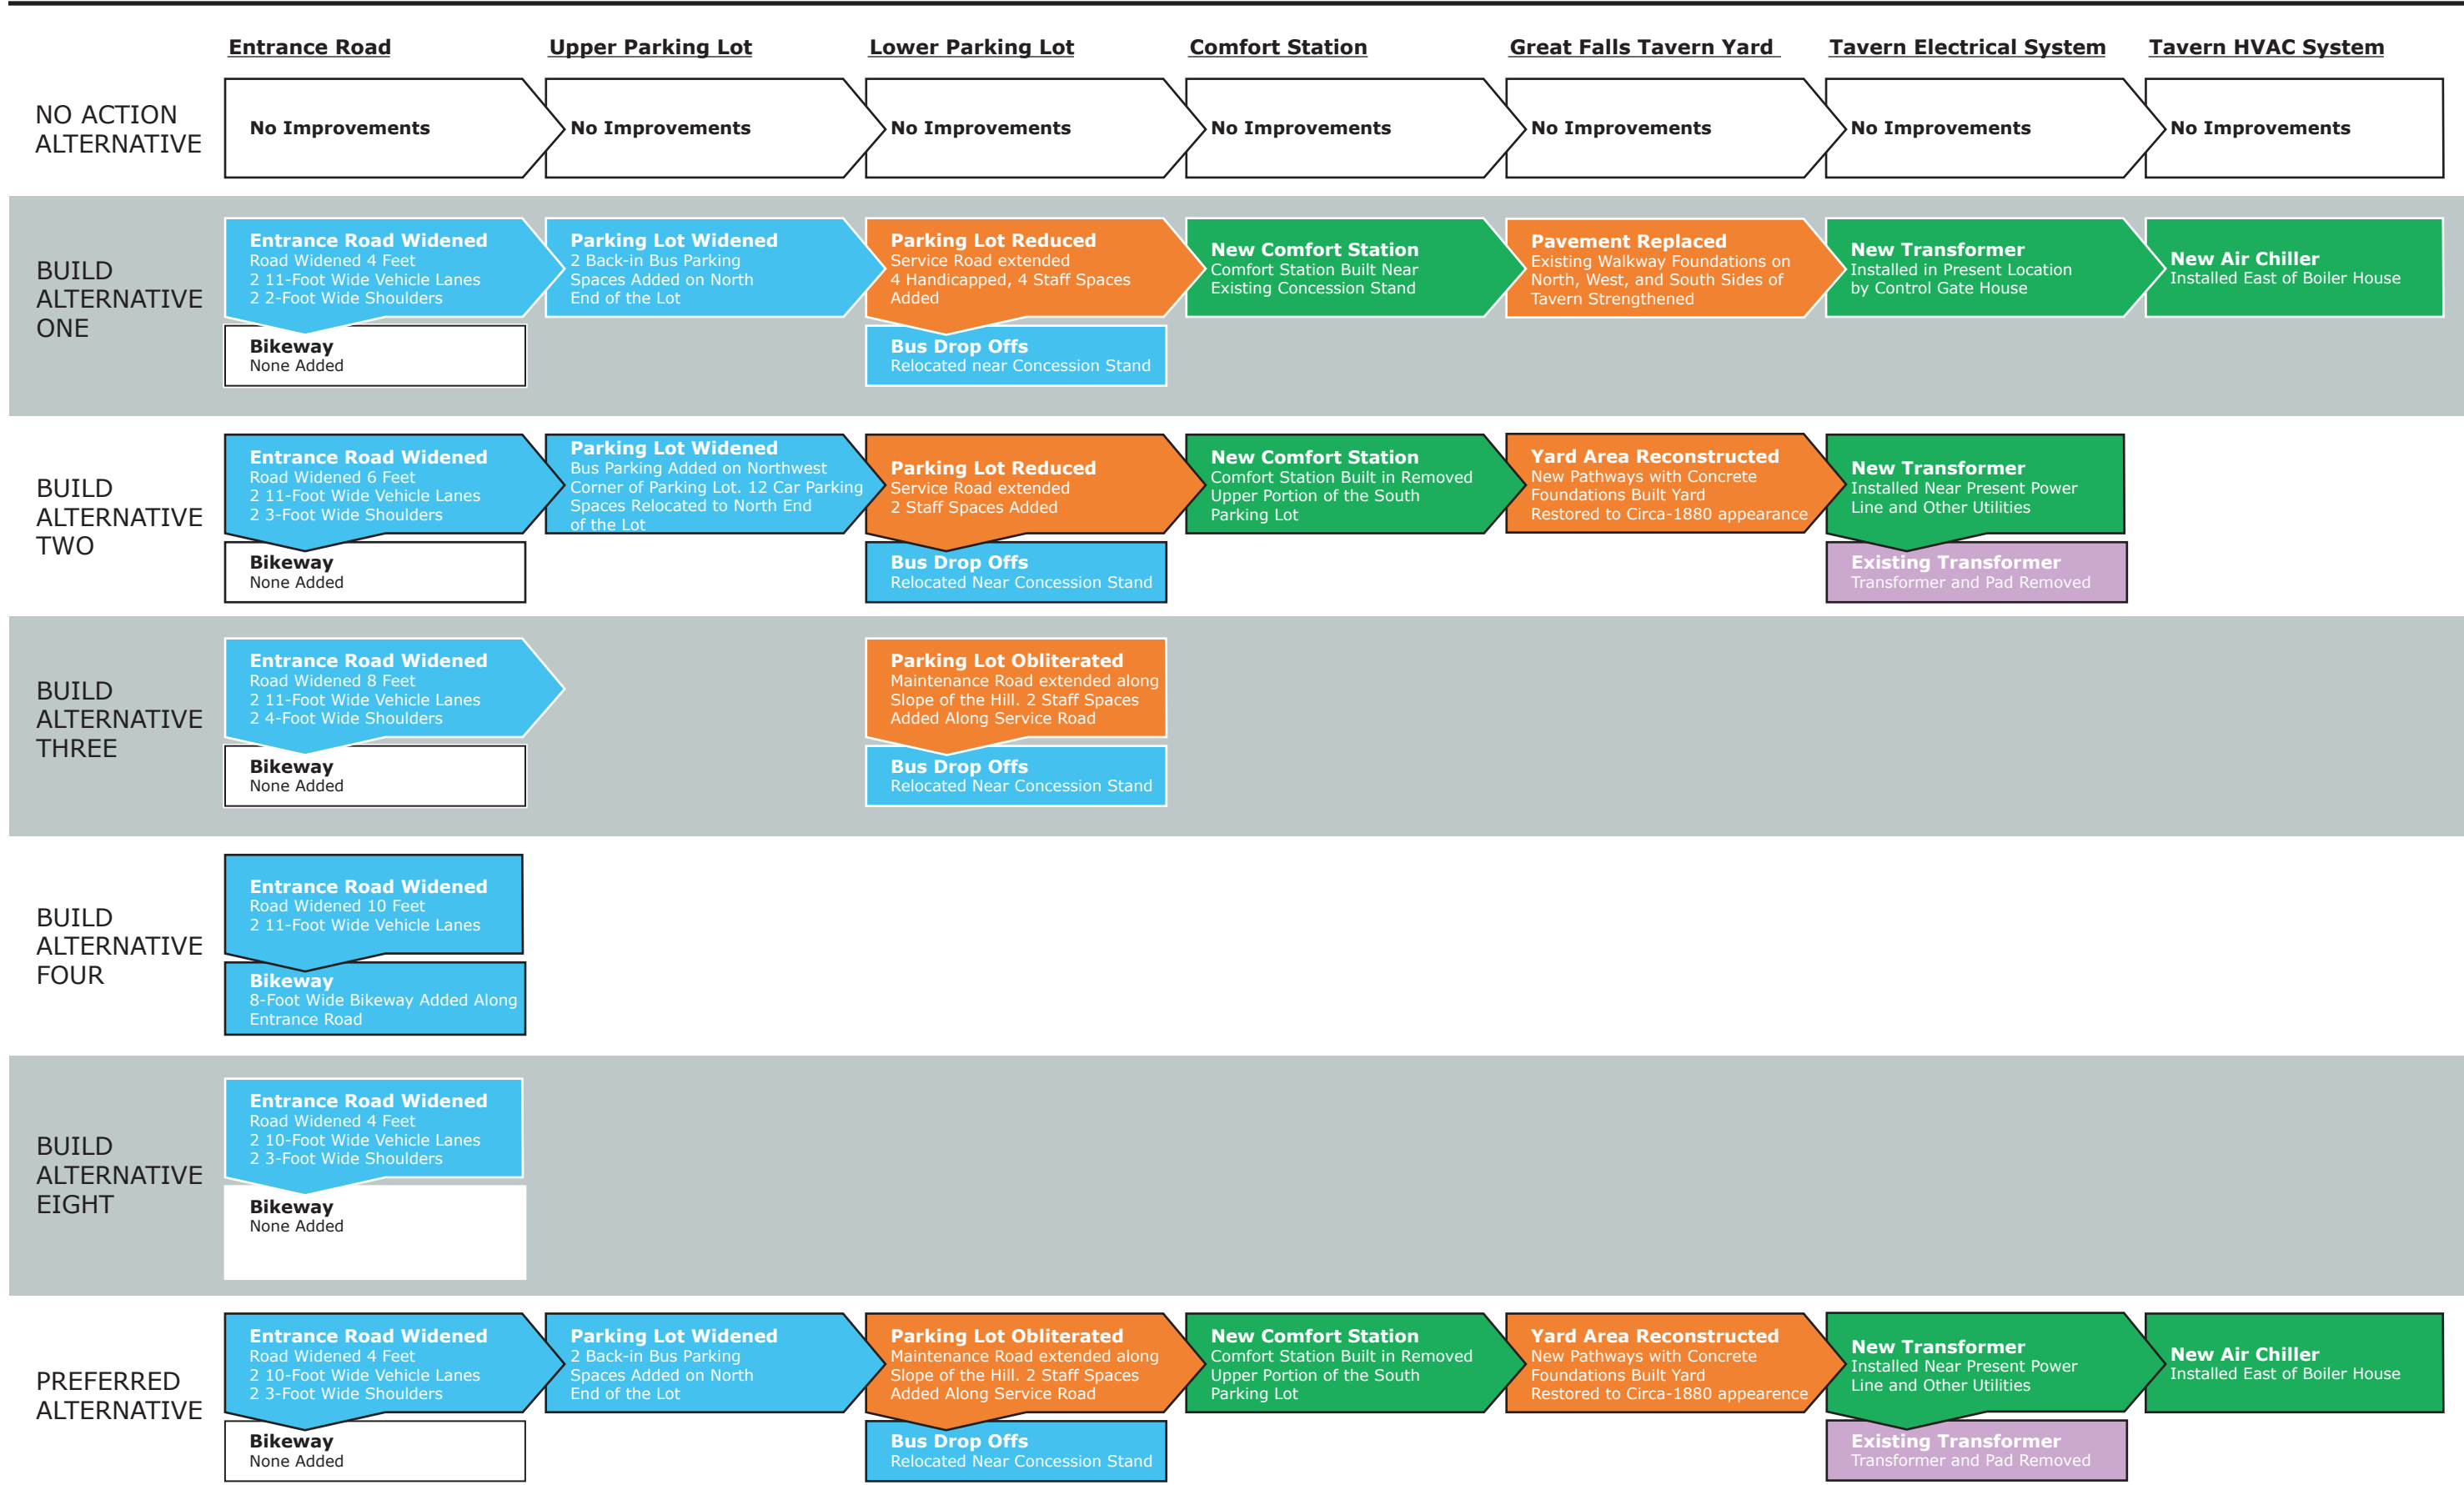 Entrance Road
Upper Parking Lot
Lower Parking Lot
Comfort Station
Great Falls Tavern Yard
Tavern Electrical System
Tavern HVAC System
NO ACTION
ALTERNATIVE
No Improvements
No Improvements
No Improvements
No Improvements
No Improvements
No Improvements
No Improvements
BUILD
ALTERNATIVE
ONE
Entrance Road Widened
Road Widened 4 Feet
2 11-Foot Wide Vehicle Lanes
2 2-Foot Wide Shoulders
Bikeway
None Added
Parking Lot Widened
2 Back-in Bus Parking
Spaces Added on North
End of the Lot
Parking Lot Reduced
Service Road extended
4 Handicapped, 4 Staff Spaces
Added
Bus Drop Offs
Relocated near Concession Stand
New Comfort Station
Comfort Station Built Near
Existing Concession Stand
Pavement Replaced
Existing Walkway Foundations on
North, West, and South Sides of
Tavern Strengthened
New Transformer
Installed in Present Location
by Control Gate House
New Air Chiller
Installed East of Boiler House
BUILD
ALTERNATIVE
TWO
Entrance Road Widened
Road Widened 6 Feet
2 11-Foot Wide Vehicle Lanes
2 3-Foot Wide Shoulders
Bikeway
None Added
Parking Lot Widened
Bus Parking Added on Northwest
Corner of Parking Lot. 12 Car Parking
Spaces Relocated to North End
of the Lot
Parking Lot Reduced
Service Road extended
2 Staff Spaces Added
Bus Drop Offs
Relocated Near Concession Stand
New Comfort Station
Comfort Station Built in Removed
Upper Portion of the South
Parking Lot
Yard Area Reconstructed
New Pathways with Concrete
Foundations Built Yard
Restored to Circa-1880 appearance
New Transformer
Installed Near Present Power
Line and Other Utilities
Existing Transformer
Transformer and Pad Removed
BUILD
ALTERNATIVE
THREE
Entrance Road Widened
Road Widened 8 Feet
2 11-Foot Wide Vehicle Lanes
2 4-Foot Wide Shoulders
Bikeway
None Added
Parking Lot Obliterated
Maintenance Road extended along
Slope of the Hill. 2 Staff Spaces
Added Along Service Road
Bus Drop Offs
Relocated Near Concession Stand
BUILD
ALTERNATIVE
FOUR
Entrance Road Widened
Road Widened 10 Feet
2 11-Foot Wide Vehicle Lanes
Bikeway
8-Foot Wide Bikeway Added Along
Entrance Road
BUILD
ALTERNATIVE
EIGHT
Entrance Road Widened
Road Widened 4 Feet
2 10-Foot Wide Vehicle Lanes
2 3-Foot Wide Shoulders
Bikeway
None Added
PREFERRED
ALTERNATIVE
Entrance Road Widened
Road Widened 4 Feet
2 10-Foot Wide Vehicle Lanes
2 3-Foot Wide Shoulders
Bikeway
None Added
Parking Lot Widened
2 Back-in Bus Parking
Spaces Added on North
End of the Lot
Parking Lot Obliterated
Maintenance Road extended along
Slope of the Hill. 2 Staff Spaces
Added Along Service Road
Bus Drop Offs
Relocated Near Concession Stand
New Comfort Station
Comfort Station Built in Removed
Upper Portion of the South
Parking Lot
Yard Area Reconstructed
New Pathways with Concrete
Foundations Built Yard
Restored to Circa-1880 appearence
New Transformer
Installed Near Present Power
Line and Other Utilities
Existing Transformer
Transformer and Pad Removed
New Air Chiller
Installed East of Boiler House